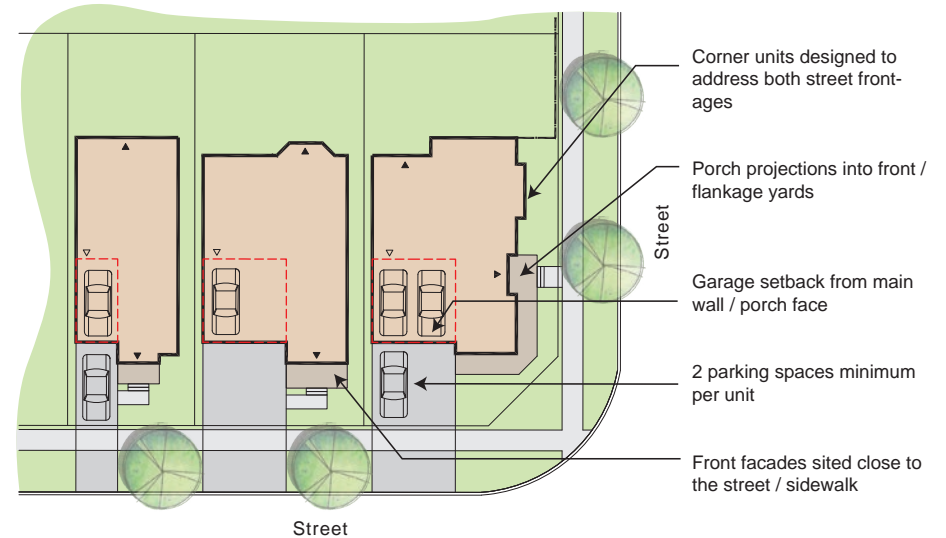 Corner units designed to
address both street front-
ages
Porch projections into front /
flankage yards
Street
Garage setback from main
wall / porch face
2 parking spaces minimum
per unit
Front facades sited close to
the street / sidewalk
Street